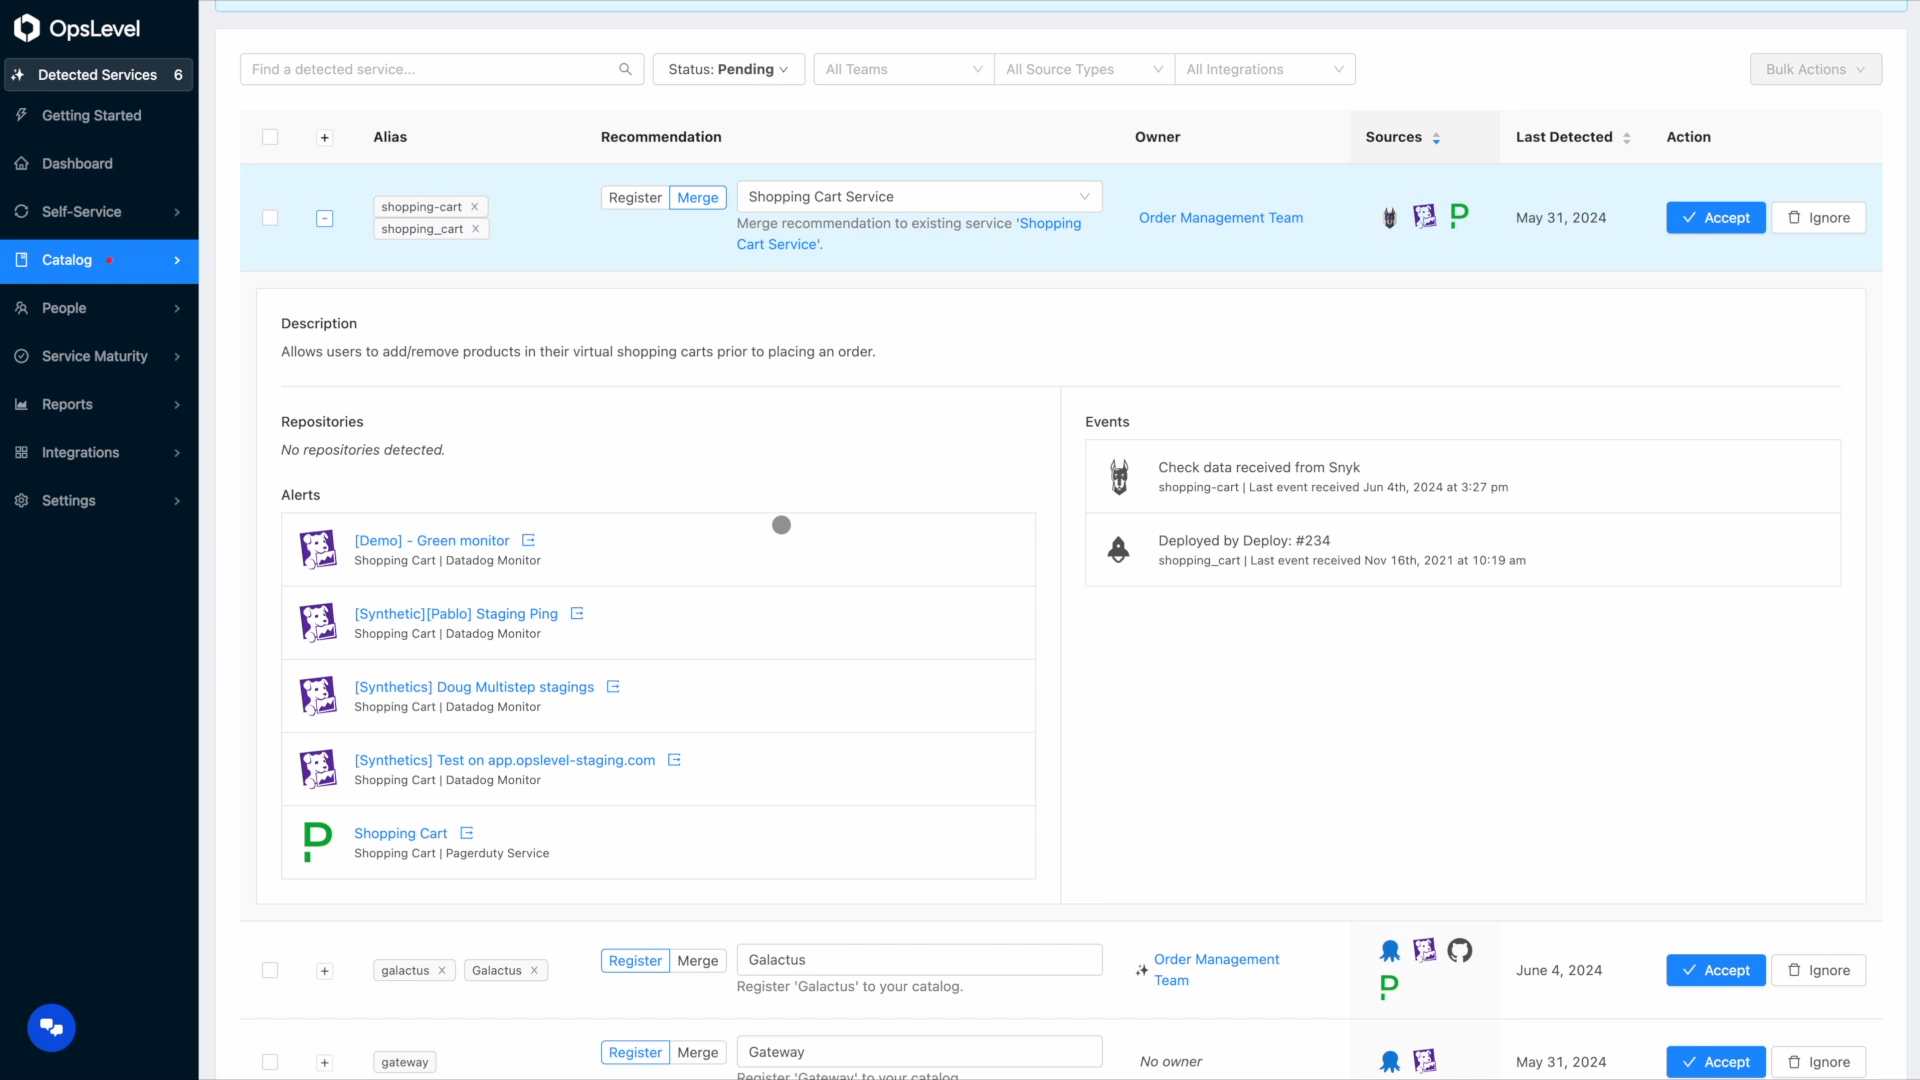 OpsLevel
Detected Services 6
Getting Started
Dashboard
Self-Service
Catalog
People
Service Maturity
Reports
Integrations
Settings
Find a detected service...
Status: Pending
All Teams
All Source Types
All Integrations
Bulk Actions
Alias
Recommendation
Owner
Sources
Last Detected
Action
shopping-cart
shopping_cart
Register
Merge
Shopping Cart Service
Merge recommendation to existing service 'Shopping
Cart Service'.
Order Management Team
May 31, 2024
Accept
Ignore
Description
Allows users to add/remove products in their virtual shopping carts prior to placing an order.
Repositories
No repositories detected.
Alerts
[Demo] - Green monitor
Shopping Cart | Datadog Monitor
[Synthetic][Pablo] Staging Ping
Shopping Cart | Datadog Monitor
[Synthetics] Doug Multistep stagings
Shopping Cart | Datadog Monitor
[Synthetics] Test on app.opslevel-staging.com
Shopping Cart | Datadog Monitor
Shopping Cart
Shopping Cart | Pagerduty Service
Events
Check data received from Snyk
shopping-cart | Last event received Jun 4th, 2024 at 3:27 pm
Deployed by Deploy: #234
shopping_cart | Last event received Nov 16th, 2021 at 10:19 am
galactus
Galactus
Register
Merge
Galactus
Register 'Galactus' to your catalog.
Order Management
Team
June 4, 2024
Accept
Ignore
gateway
Register
Merge
Gateway
Register 'Gateway' to your catalog.
No owner
May 31, 2024
Accept
Ignore